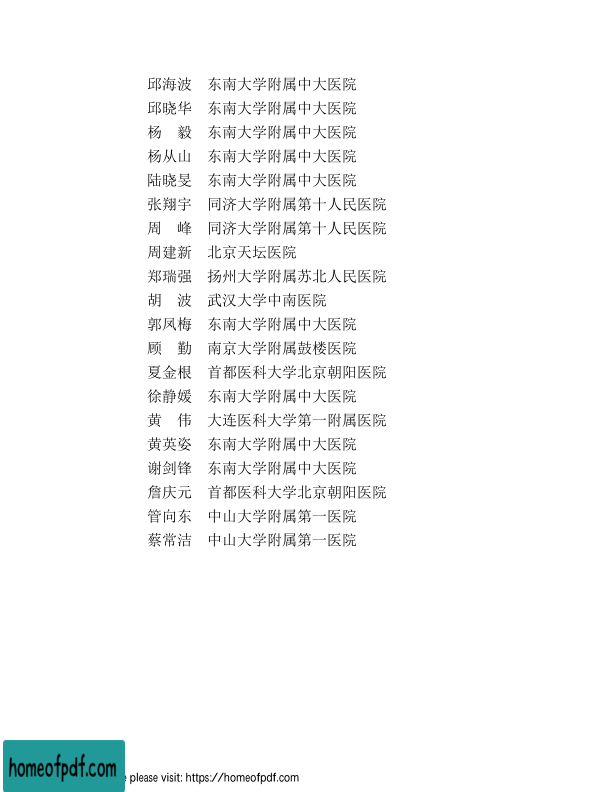 邱海波 东南大学附属中大医院
邱晓华 东南大学附属中大医院
杨 毅 东南大学附属中大医院
杨从山 东南大学附属中大医院
陆晓旻 东南大学附属中大医院
张翔宇 同济大学附属第十人民医院
周 峰 同济大学附属第十人民医院
周建新 北京天坛医院
郑瑞强 扬州大学附属苏北人民医院
胡 波 武汉大学中南医院
郭凤梅 东南大学附属中大医院
顾 勤 南京大学附属鼓楼医院
夏金根 首都医科大学北京朝阳医院
徐静媛 东南大学附属中大医院
黄 伟 大连医科大学第一附属医院
黄英姿 东南大学附属中大医院
谢剑锋 东南大学附属中大医院
詹庆元 首都医科大学北京朝阳医院
管向东 中山大学附属第一医院
蔡常洁 中山大学附属第一医院
homeofpdf.com
please visit: https://homeofpdf.com